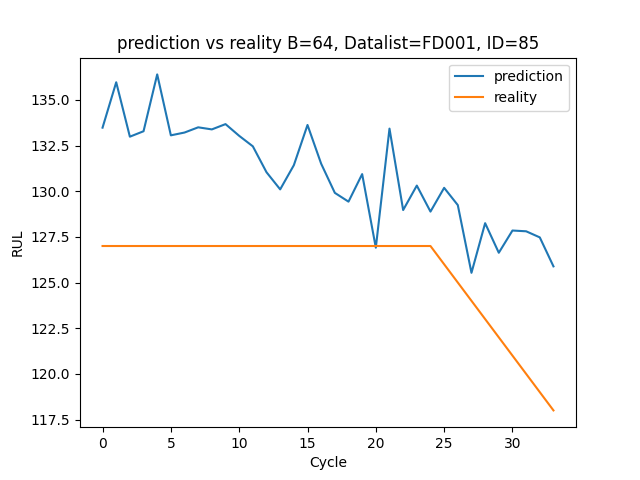 prediction vs reality B=64, Datalist=FD001, ID=85
prediction
reality
RUL
135.0
132.5
130.0
127.5
125.0
122.5
120.0
117.5
0 5 10 15 20 25 30
Cycle